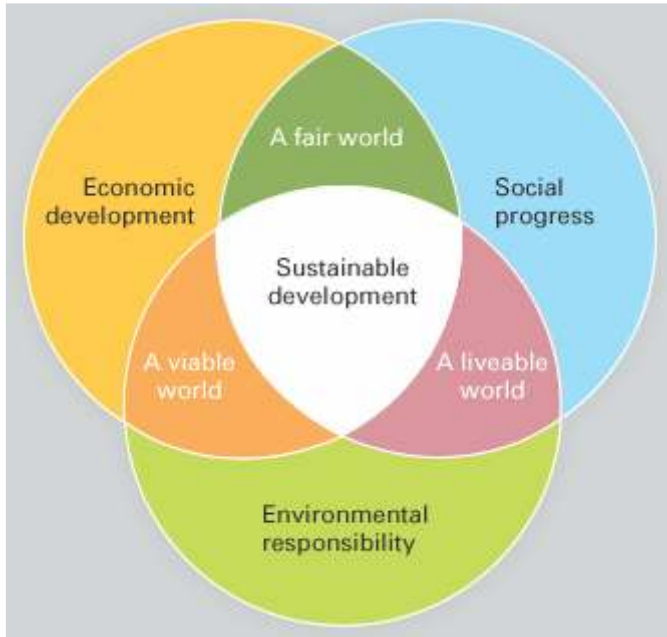 A fair world
Economic
development
Social
progress
Sustainable
development
A viable
world
A liveable
world
Environmental
responsibility